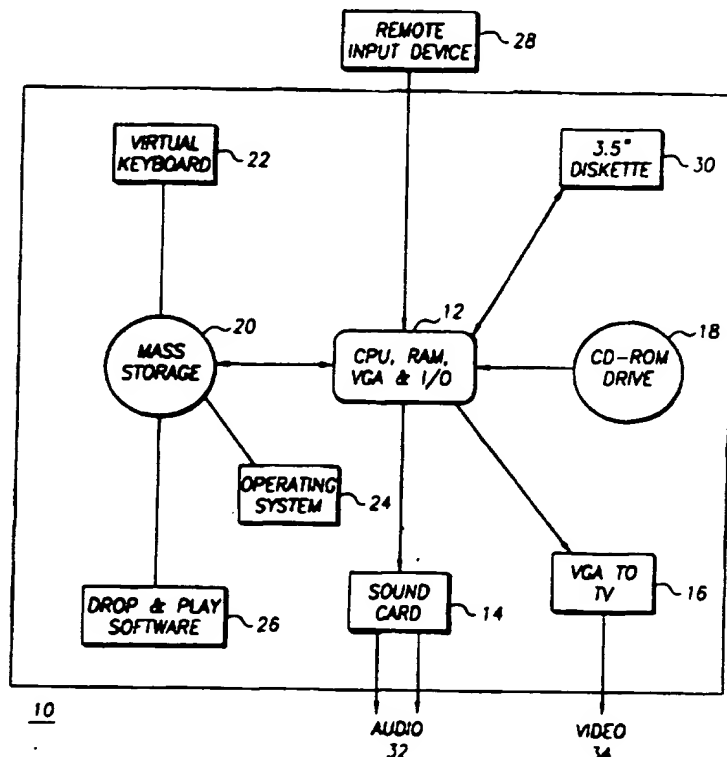 REMOTE
INPUT DEVICE
28
VIRTUAL
KEYBOARD
22
3.5"
DISKETTE
30
20
MASS
STORAGE
12
CPU, RAM,
VGA & I/O
18
CD-ROM
DRIVE
OPERATING
SYSTEM
24
DROP & PLAY
SOFTWARE
26
SOUND
CARD
14
VGA TO
TV
16
10
AUDIO
32
VIDEO
34